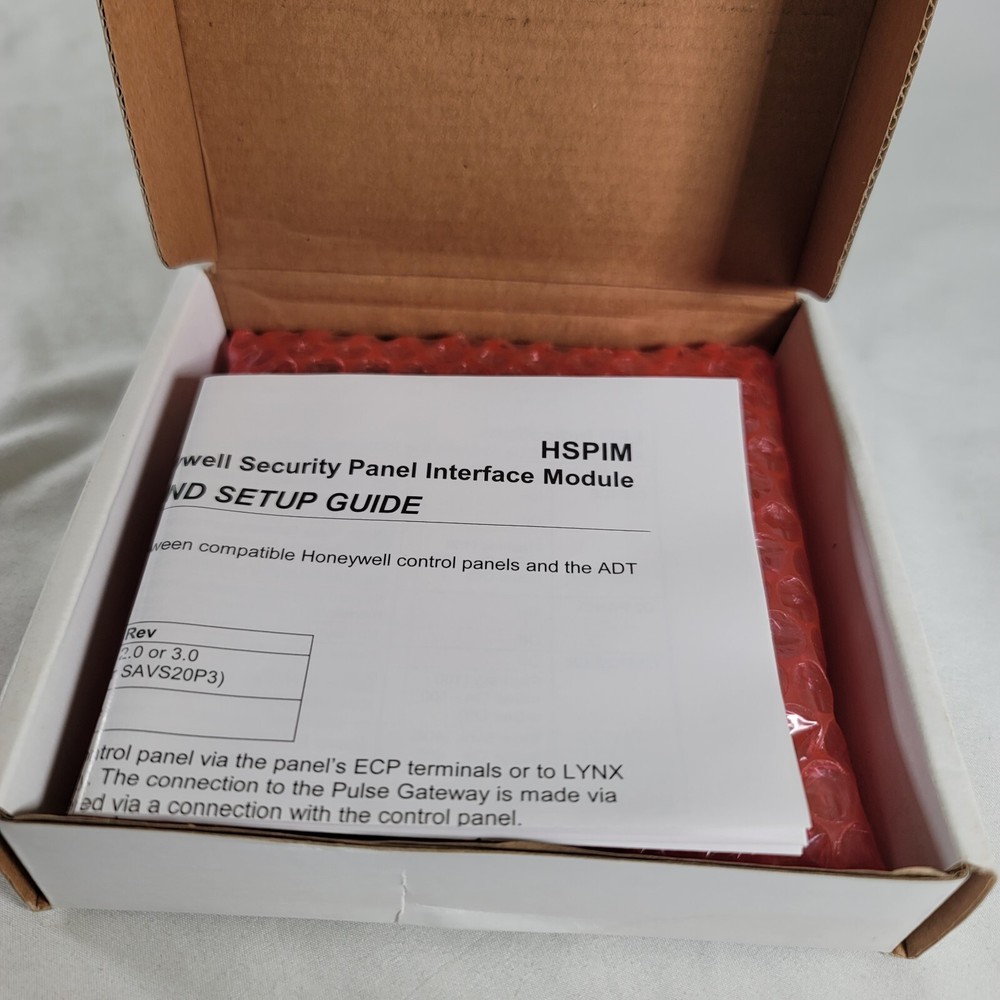 HSPIM
well Security Panel Interface Module
ND SETUP GUIDE
ween compatible Honeywell control panels and the ADT
Rev
2.0 or 3.0
SAVS20P3)
trol panel via the panel's ECP terminals or to LYNX
. The connection to the Pulse Gateway is made via
ed via a connection with the control panel.